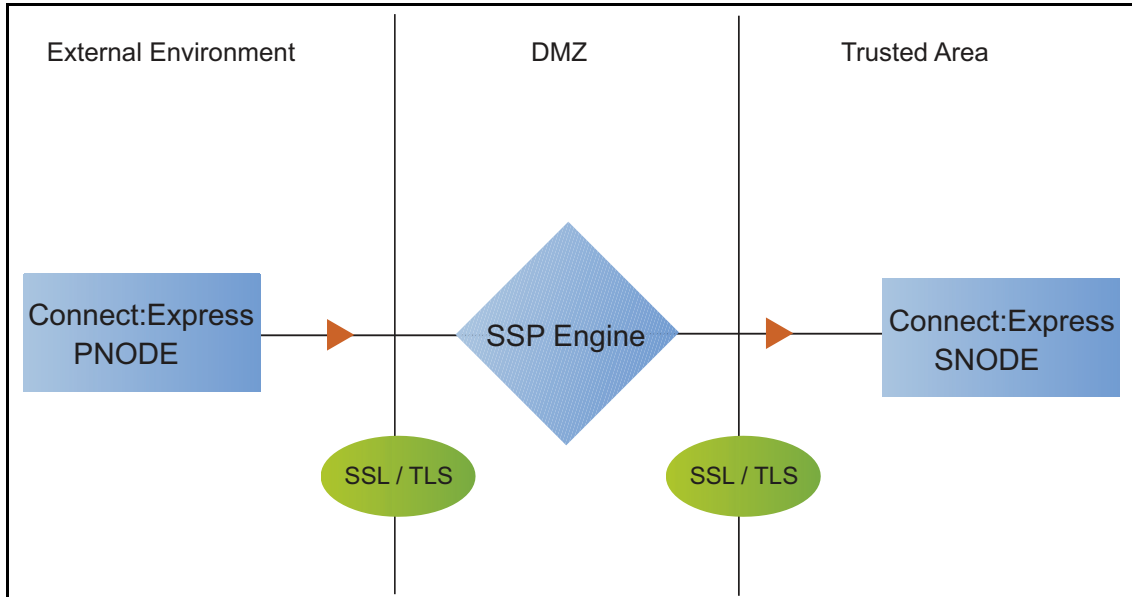 External Environment
DMZ
Trusted Area
Connect:Express
PNODE
SSP Engine
Connect:Express
SNODE
SSL / TLS
SSL / TLS